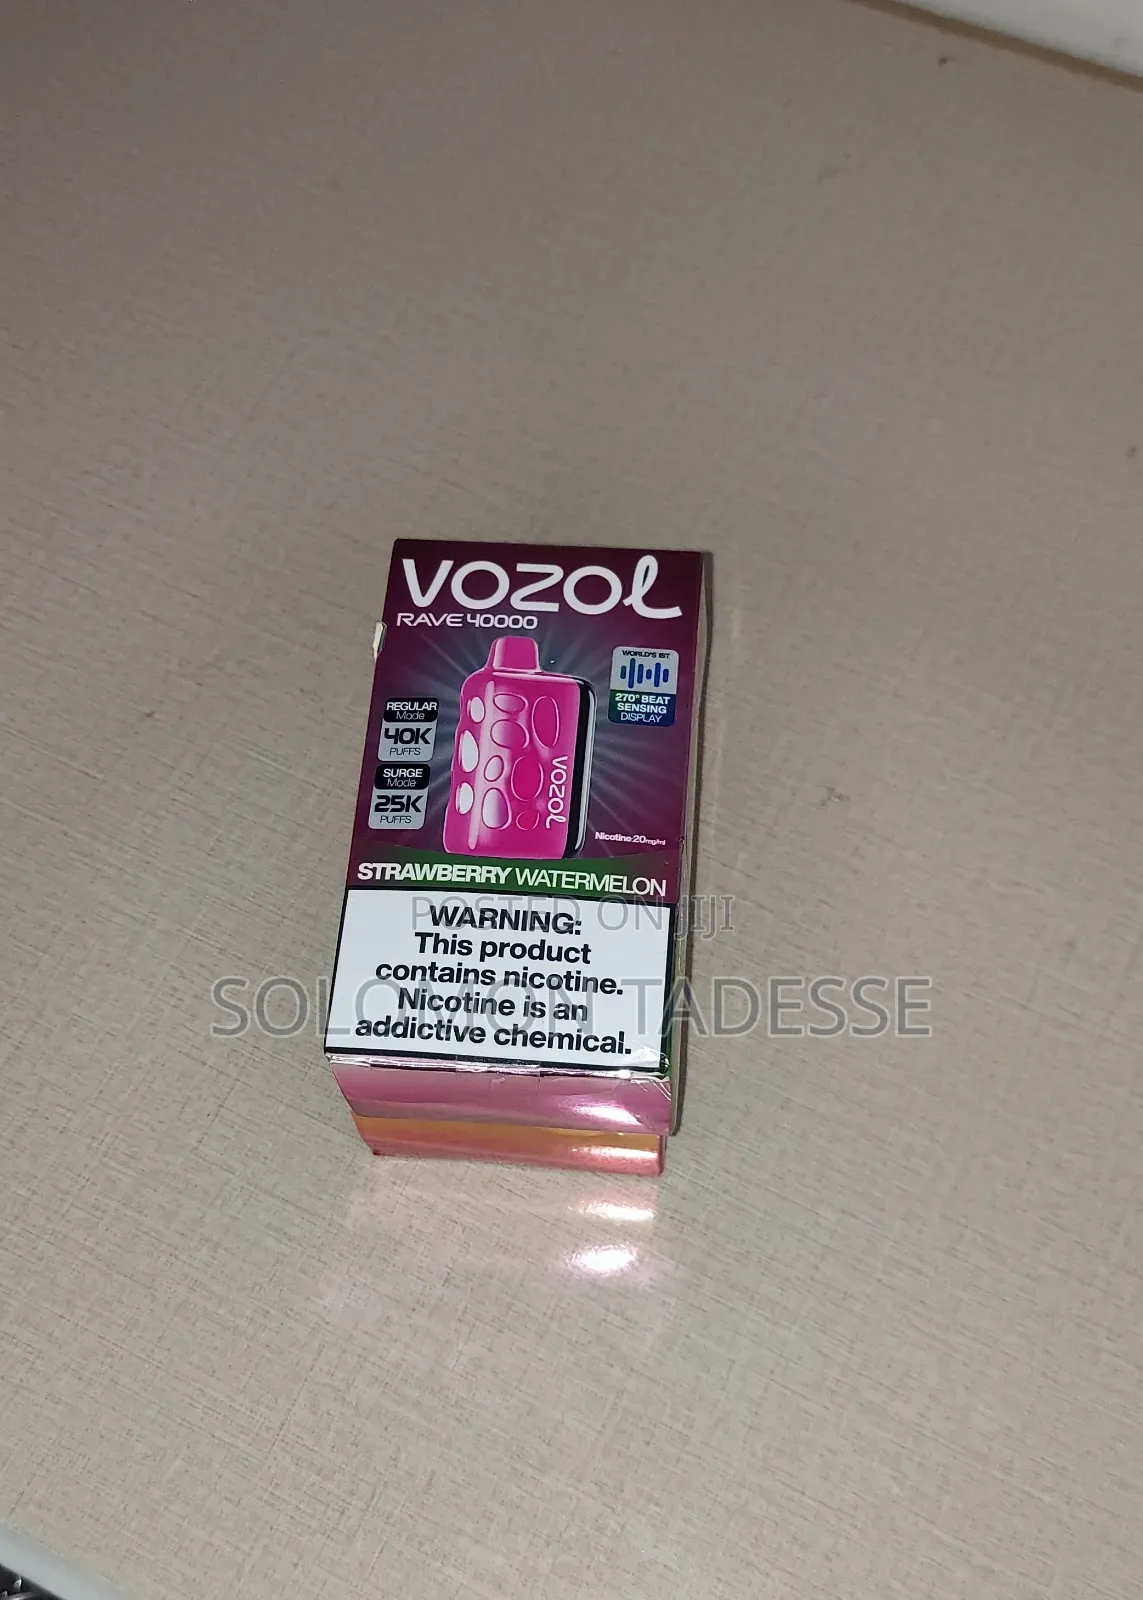 VOZOL
RAVE 40000
WORLD'S 1ST
270° BEAT
SENSING
DISPLAY
REGULAR
Mode
40K
PUFFS
SURGE
Mode
25K
PUFFS
VOZOL
Nicotine:20mg/ml
STRAWBERRY WATERMELON
WARNING:
This product
contains nicotine.
Nicotine is an
addictive chemical.
POSTED ON JIJI
SOLOMON TADESSE